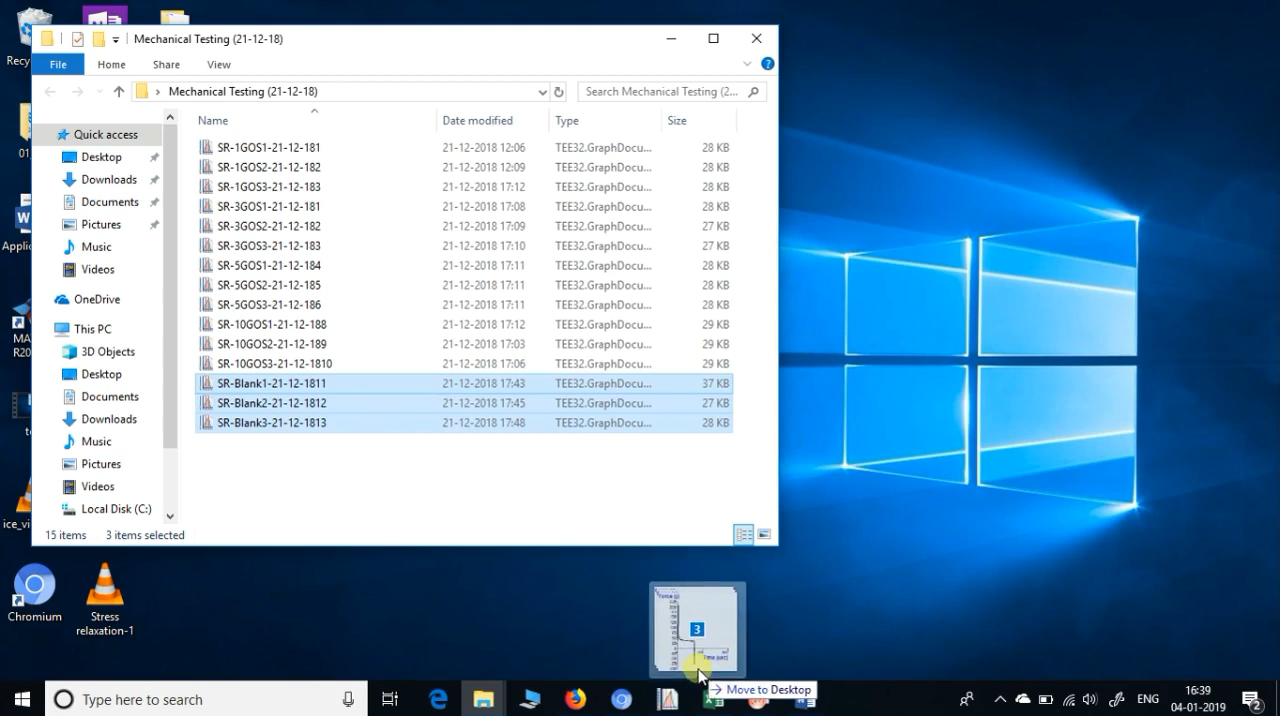 Mechanical Testing (21-12-18)
File Home Share View
Mechanical Testing (21-12-18)
Search Mechanical Testing (2...
Name Date modified Type Size
SR-1GOS1-21-12-181 21-12-2018 12:06 TEE32.GraphDocu... 28 KB
SR-1GOS2-21-12-182 21-12-2018 12:09 TEE32.GraphDocu... 28 KB
SR-1GOS3-21-12-183 21-12-2018 17:12 TEE32.GraphDocu... 28 KB
SR-3GOS1-21-12-181 21-12-2018 17:08 TEE32.GraphDocu... 28 KB
SR-3GOS2-21-12-182 21-12-2018 17:09 TEE32.GraphDocu... 27 KB
SR-3GOS3-21-12-183 21-12-2018 17:10 TEE32.GraphDocu... 27 KB
SR-5GOS1-21-12-184 21-12-2018 17:11 TEE32.GraphDocu... 28 KB
SR-5GOS2-21-12-185 21-12-2018 17:11 TEE32.GraphDocu... 28 KB
SR-5GOS3-21-12-186 21-12-2018 17:11 TEE32.GraphDocu... 28 KB
SR-10GOS1-21-12-188 21-12-2018 17:12 TEE32.GraphDocu... 29 KB
SR-10GOS2-21-12-189 21-12-2018 17:03 TEE32.GraphDocu... 29 KB
SR-10GOS3-21-12-1810 21-12-2018 17:06 TEE32.GraphDocu... 29 KB
SR-Blank1-21-12-1811 21-12-2018 17:43 TEE32.GraphDocu... 37 KB
SR-Blank2-21-12-1812 21-12-2018 17:45 TEE32.GraphDocu... 27 KB
SR-Blank3-21-12-1813 21-12-2018 17:48 TEE32.GraphDocu... 28 KB
Quick access
Desktop
Downloads
Documents
Pictures
Music
Videos
OneDrive
This PC
3D Objects
Desktop
Documents
Downloads
Music
Pictures
Videos
Local Disk (C:)
15 items 3 items selected
Recy
01_
Applic
MA
R20
te
ice_vi
Chromium
Stress
relaxation-1
3
Move to Desktop
Type here to search
ENG
04-01-2019
2